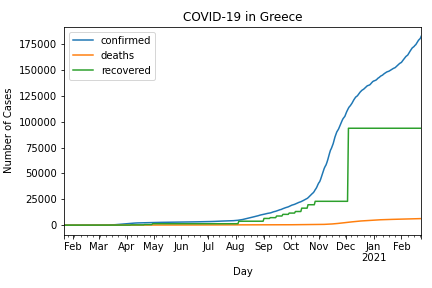 COVID-19 in Greece
confirmed
deaths
recovered
Number of Cases
175000
150000
125000
100000
75000
50000
25000
0
Feb Mar Apr May Jun Jul Aug Sep Oct Nov Dec Jan Feb
2021
Day